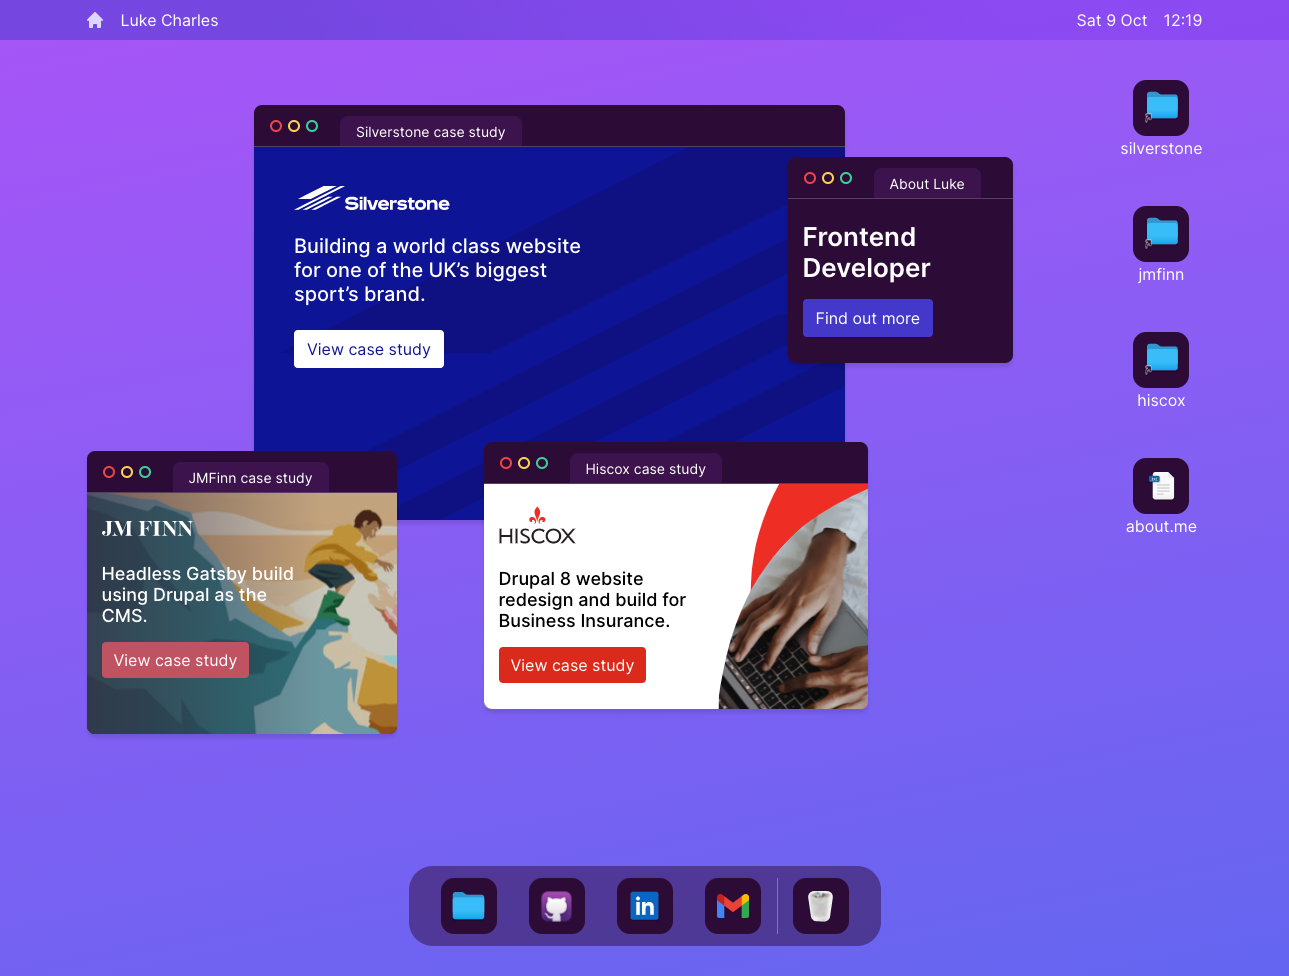 Luke Charles
Sat 9 Oct 12:19
Silverstone case study
Silverstone
Building a world class website
for one of the UK’s biggest
sport’s brand.
View case study
About Luke
Frontend
Developer
Find out more
silverstone
jmfinn
hiscox
about.me
JMFinn case study
JM FINN
Headless Gatsby build
using Drupal as the
CMS.
View case study
Hiscox case study
HISCOX
Drupal 8 website
redesign and build for
Business Insurance.
View case study
in